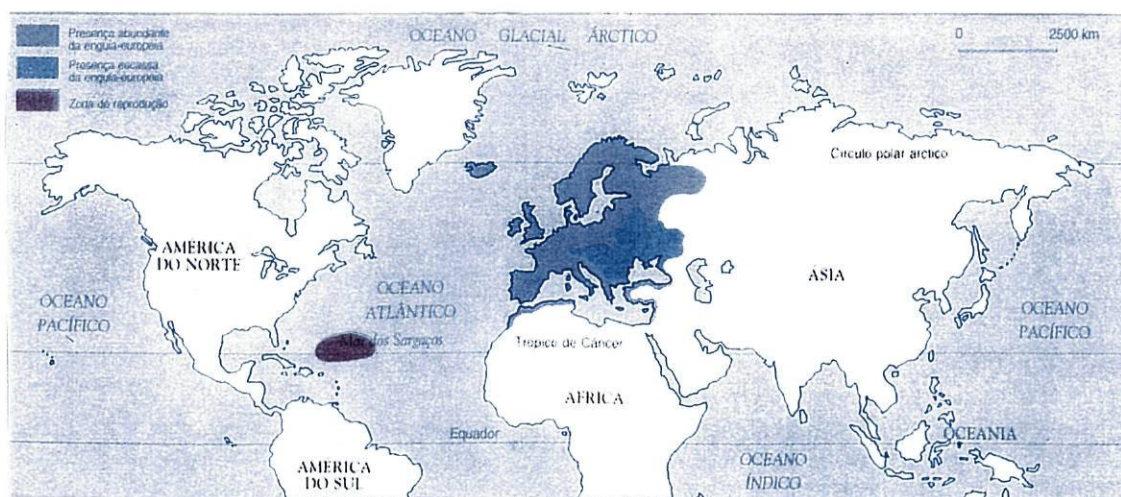 Presença abundante
da enguia-europeia
Presença escassa
da enguia-europeia
Zona de reprodução
OCEANO GLACIAL ÁRCTICO
0 2500 km
Círculo polar árctico
AMÉRICA
DO NORTE
ÁSIA
OCEANO
PACÍFICO
OCEANO
ATLÂNTICO
OCEANO
PACÍFICO
Mar dos Sargaços
Trópico de Câncer
ÁFRICA
Equador
OCEANIA
AMÉRICA
DO SUL
OCEANO
ÍNDICO